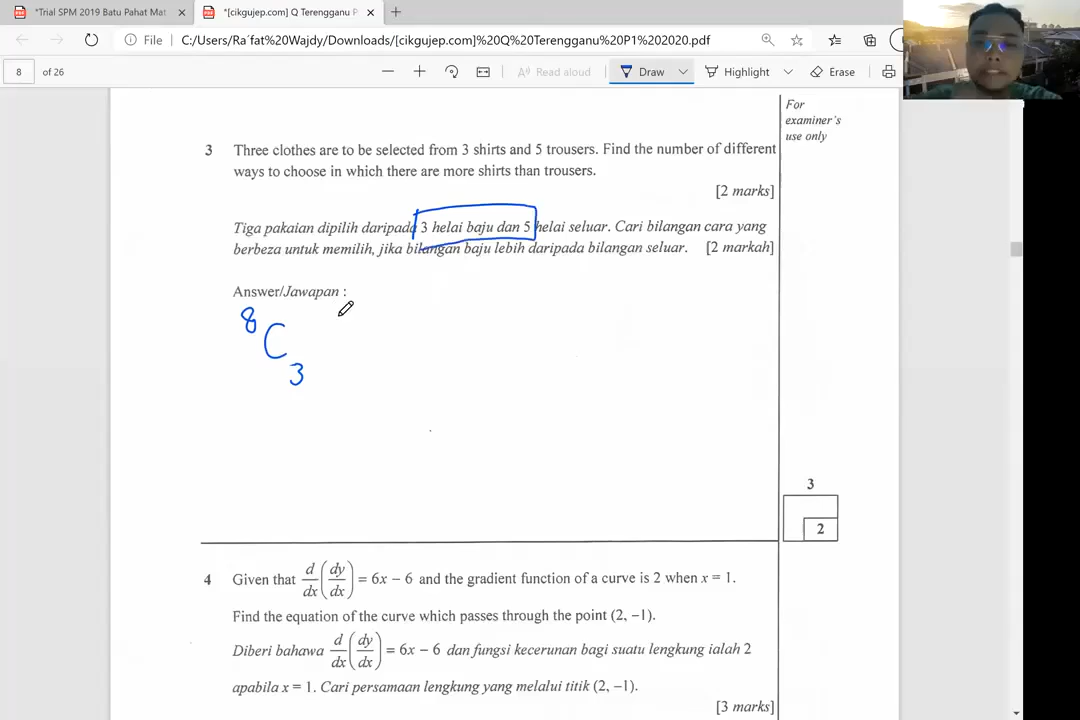 *Trial SPM 2019 Batu Pahat Mat
*[cikgujep.com] Q Terengganu P
File C:/Users/Ra´fat%20Wajdy/Downloads/[cikgujep.com]%20Q%20Terengganu%20P1%202020.pdf
8 of 26 Read aloud Draw Highlight Erase
For
examiner's
use only
3 Three clothes are to be selected from 3 shirts and 5 trousers. Find the number of different
ways to choose in which there are more shirts than trousers.
[2 marks]
Tiga pakaian dipilih daripada 3 helai baju dan 5 helai seluar. Cari bilangan cara yang
berbeza untuk memilih, jika bilangan baju lebih daripada bilangan seluar. [2 markah]
Answer/Jawapan :
8 C 3
3
2
4 Given that d/dx (dy/dx) = 6x − 6 and the gradient function of a curve is 2 when x = 1.
Find the equation of the curve which passes through the point (2, −1).
Diberi bahawa d/dx (dy/dx) = 6x − 6 dan fungsi kecerunan bagi suatu lengkung ialah 2
apabila x = 1. Cari persamaan lengkung yang melalui titik (2, −1).
[3 marks]